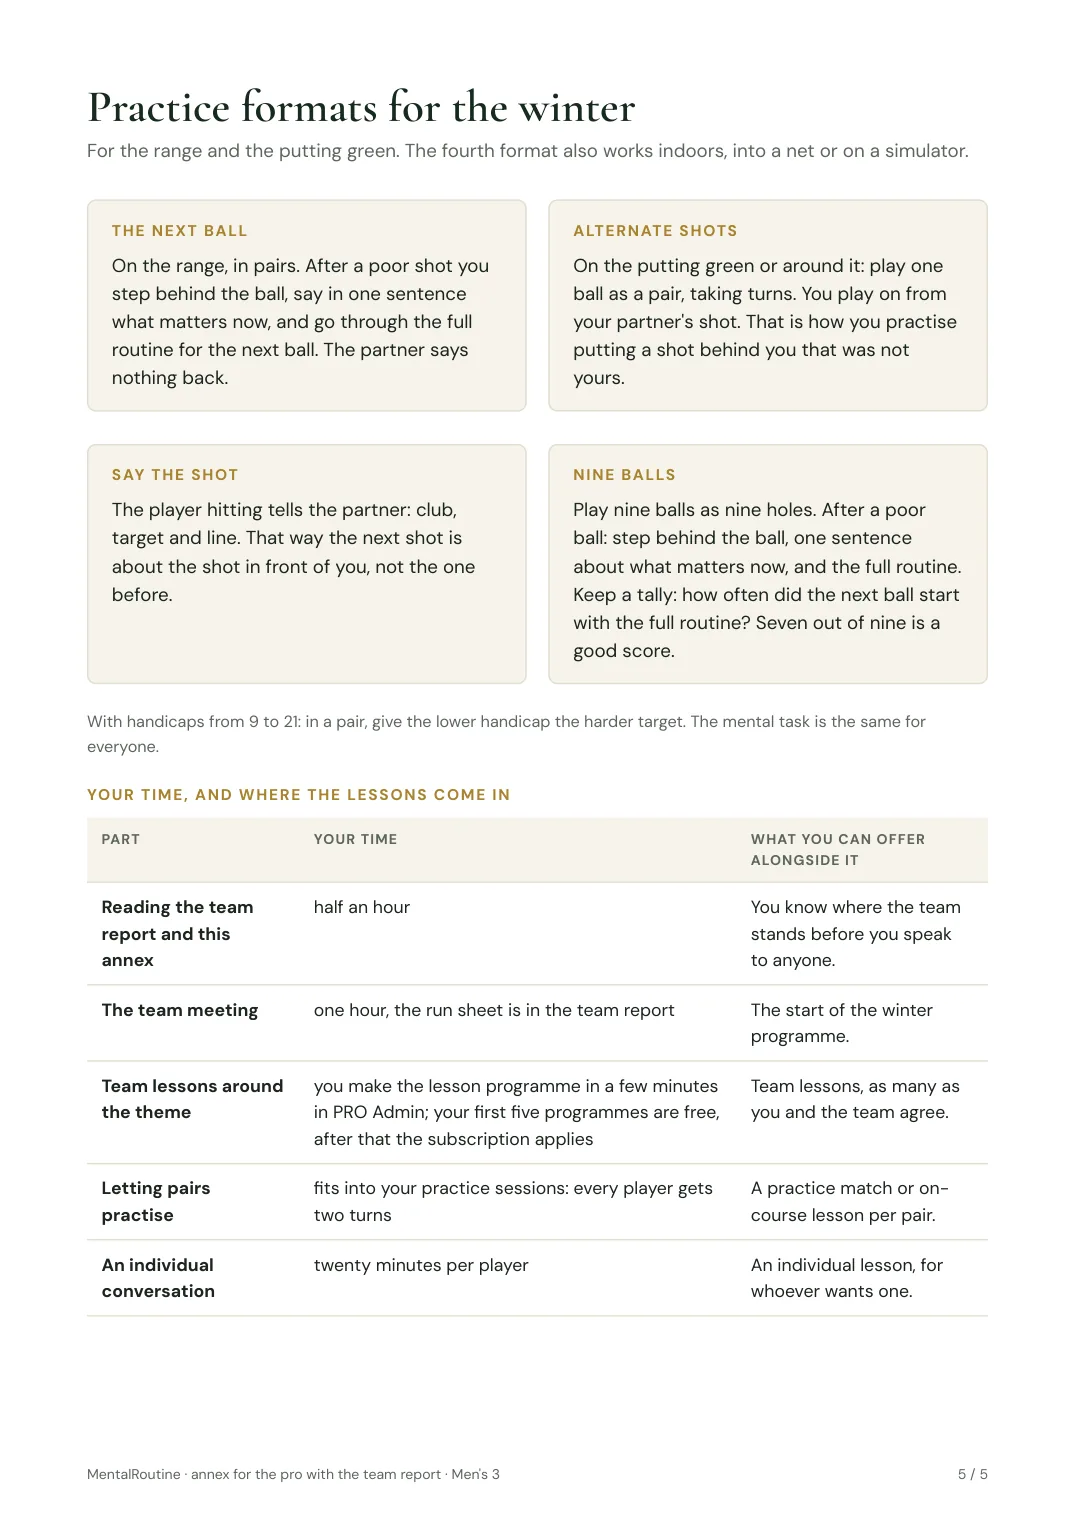 Practice formats for the winter
For the range and the putting green. The fourth format also works indoors, into a net or on a simulator.
THE NEXT BALL
On the range, in pairs. After a poor shot you
step behind the ball, say in one sentence
what matters now, and go through the full
routine for the next ball. The partner says
nothing back.
ALTERNATE SHOTS
On the putting green or around it: play one
ball as a pair, taking turns. You play on from
your partner's shot. That is how you practise
putting a shot behind you that was not
yours.
SAY THE SHOT
The player hitting tells the partner: club,
target and line. That way the next shot is
about the shot in front of you, not the one
before.
NINE BALLS
Play nine balls as nine holes. After a poor
ball: step behind the ball, one sentence
about what matters now, and the full routine.
Keep a tally: how often did the next ball start
with the full routine? Seven out of nine is a
good score.
With handicaps from 9 to 21: in a pair, give the lower handicap the harder target. The mental task is the same for
everyone.
YOUR TIME, AND WHERE THE LESSONS COME IN
PART
YOUR TIME
WHAT YOU CAN OFFER
ALONGSIDE IT
Reading the team
report and this
annex
half an hour
You know where the team
stands before you speak
to anyone.
The team meeting
one hour, the run sheet is in the team report
The start of the winter
programme.
Team lessons around
the theme
you make the lesson programme in a few minutes
in PRO Admin; your first five programmes are free,
after that the subscription applies
Team lessons, as many as
you and the team agree.
Letting pairs
practise
fits into your practice sessions: every player gets
two turns
A practice match or on-
course lesson per pair.
An individual
conversation
twenty minutes per player
An individual lesson, for
whoever wants one.
MentalRoutine · annex for the pro with the team report · Men's 3
5 / 5